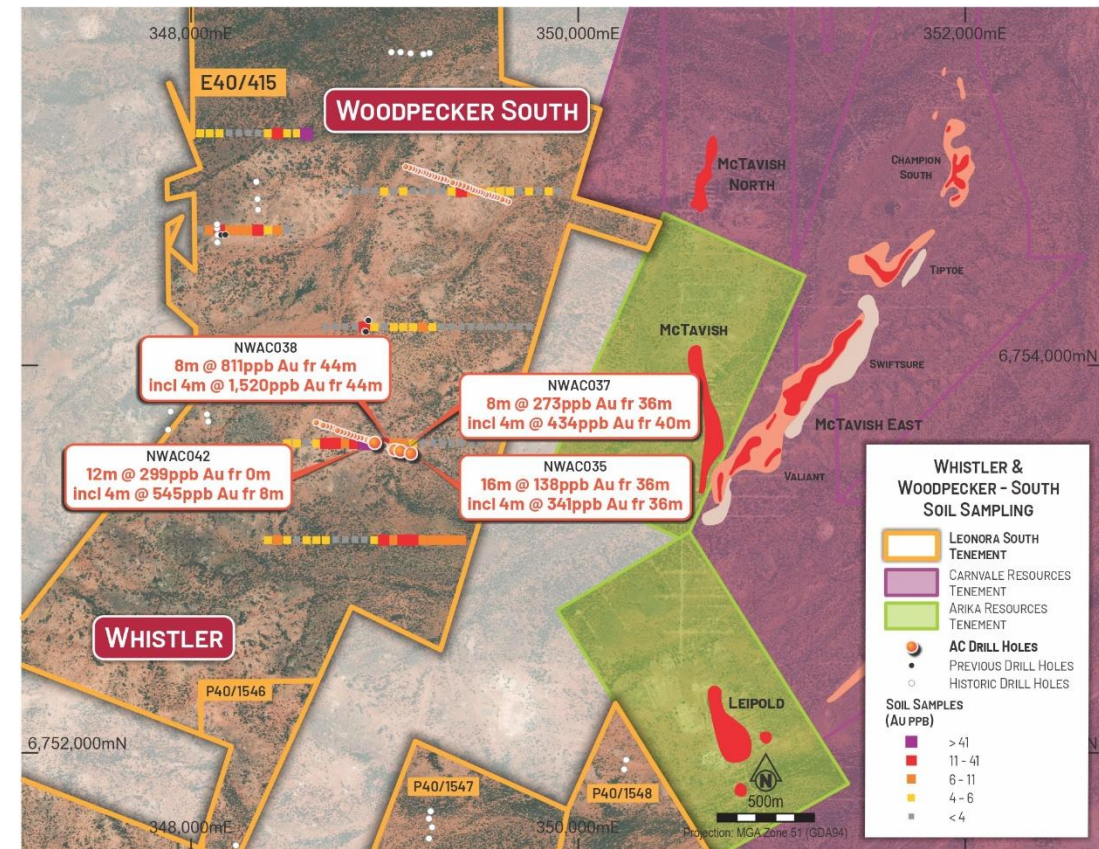 348,000mE
350,000mE
352,000mE
E40/415
WOODPECKER SOUTH
McTAVISH
NORTH
CHAMPION
SOUTH
TIPTOE
McTAVISH
6,754,000mN
SWIFTSURE
NWAC038
8m @ 811ppb Au fr 44m
incl 4m @ 1,520ppb Au fr 44m
NWAC037
8m @ 273ppb Au fr 36m
incl 4m @ 434ppb Au fr 40m
McTAVISH EAST
NWAC042
12m @ 299ppb Au fr 0m
incl 4m @ 545ppb Au fr 8m
NWAC035
16m @ 138ppb Au fr 36m
incl 4m @ 341ppb Au fr 36m
VALIANT
WHISTLER
P40/1546
LEIPOLD
6,752,000mN
P40/1547
P40/1548
N
500m
348,000mE
350,000mE
Projection: MGA Zone 51 (GDA94)
WHISTLER &
WOODPECKER - SOUTH
SOIL SAMPLING
LEONORA SOUTH
TENEMENT
CARNVALE RESOURCES
TENEMENT
ARIKA RESOURCES
TENEMENT
AC DRILL HOLES
PREVIOUS DRILL HOLES
HISTORIC DRILL HOLES
SOIL SAMPLES
(AU PPB)
> 41
11 - 41
6 - 11
4 - 6
< 4